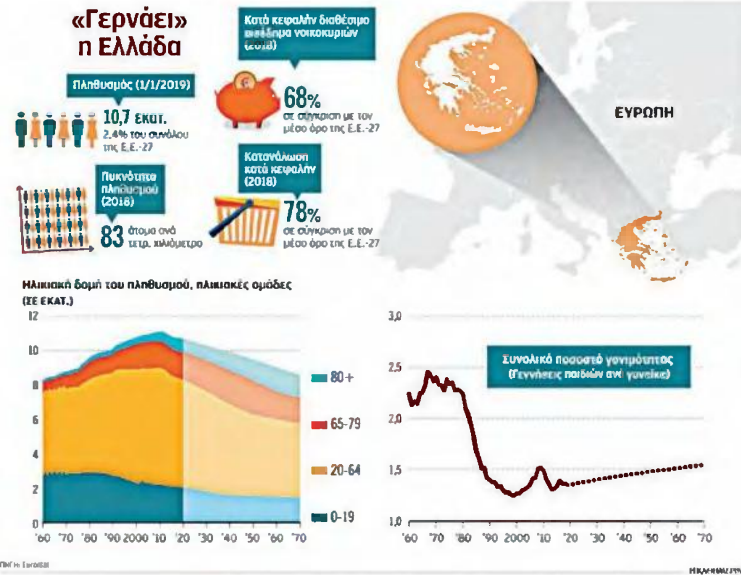 «Γερνάει»
η Ελλάδα
Πληθυσμός (1/1/2019)
10,7 εκατ.
2,4% του συνόλου
της Ε.Ε.-27
Πυκνότητα
πληθυσμού
(2018)
83 άτομα ανά
τετρ. χιλιόμετρο
Κατά κεφαλήν διαθέσιμο
εισόδημα νοικοκυριών
(2018)
68%
σε σύγκριση με τον
μέσο όρο της Ε.Ε.-27
Κατανάλωση
κατά κεφαλήν
(2018)
78%
σε σύγκριση με τον
μέσο όρο της Ε.Ε.-27
ΕΥΡΩΠΗ
Ηλικιακή δομή του πληθυσμού, ηλικιακές ομάδες
(ΣΕ ΕΚΑΤ.)
12
10
8
6
4
2
0
'60 '70 '80 '90 2000 '10 '20 '30 '40 '50 '60 '70
80+
65-79
20-64
0-19
Συνολικό ποσοστό γονιμότητας
(Γεννήσεις παιδιών ανά γυναίκα)
3,0
2,5
2,0
1,5
1,0
'60 '70 '80 '90 2000 '10 '20 '30 '40 '50 '60 '70
ΠΗΓΗ: Eurostat
Η ΚΑΘΗΜΕΡΙΝΗ